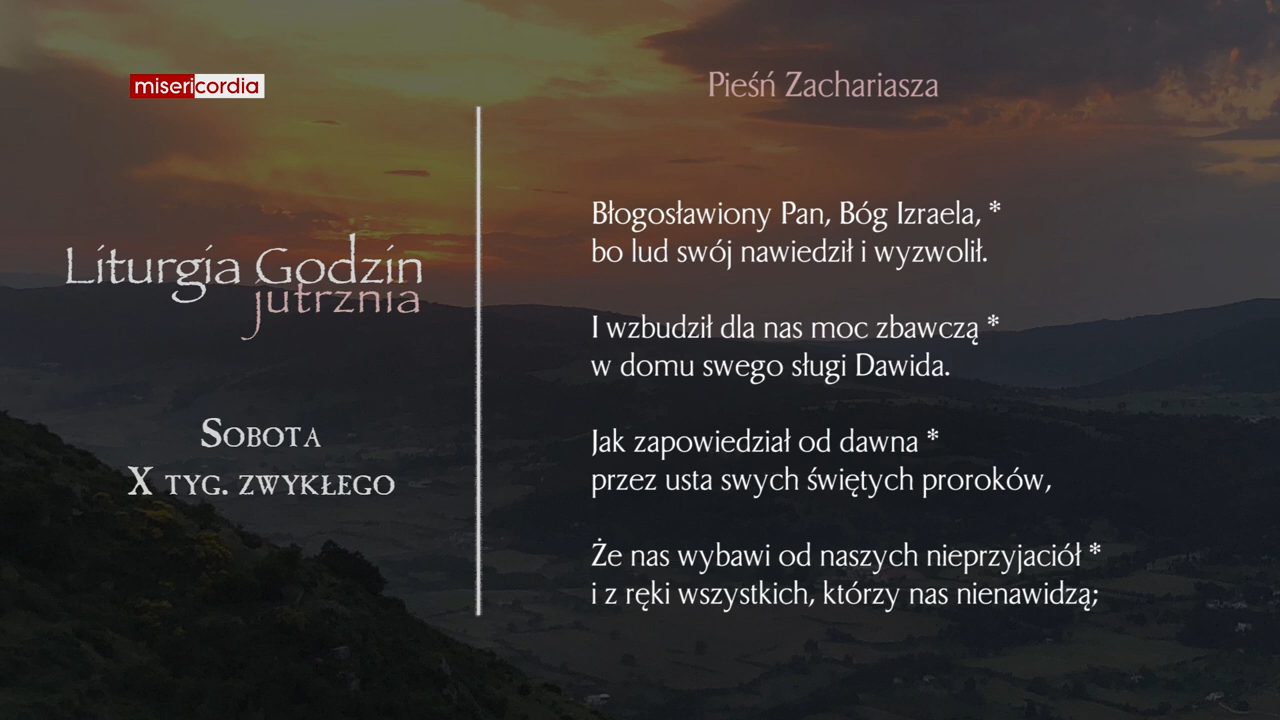 misericordia
Liturgia Godzin
jutrznia
Sobota
X tyg. zwykłego
Pieśń Zachariasza
Błogosławiony Pan, Bóg Izraela, *
bo lud swój nawiedził i wyzwolił.
I wzbudził dla nas moc zbawczą *
w domu swego sługi Dawida.
Jak zapowiedział od dawna *
przez usta swych świętych proroków,
Że nas wybawi od naszych nieprzyjaciół *
i z ręki wszystkich, którzy nas nienawidzą;